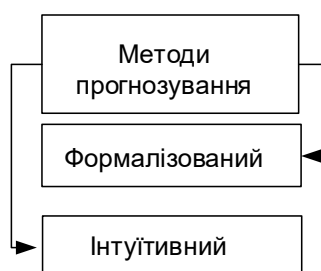 Методи
прогнозування
Формалізований
Інтуїтивний